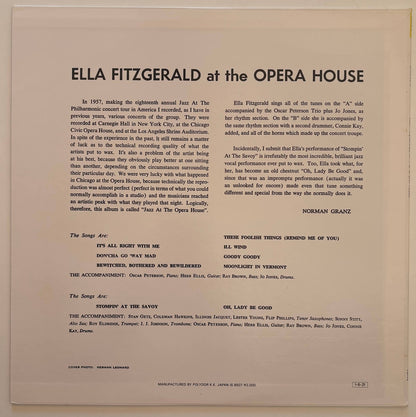 ELLA FITZGERALD at the OPERA HOUSE
In 1957, making the eighteenth annual Jazz At The
Philharmonic concert tour in America I recorded, as I have in
previous years, various concerts of the group. They were
recorded at Carnegie Hall in New York City, at the Chicago
Civic Opera House, and at the Los Angeles Shrine Auditorium.
In spite of the experience in the past, it still remains a matter
of luck as to the technical recording quality of what the
artists put to wax. It's also a problem of the artist being
at his best, because they obviously play better at one sitting
than another, depending on the circumstances surrounding
their particular day. We were very lucky with what happened
in Chicago at the Opera House, because technically the repro-
duction was almost perfect (perfect in terms of what you could
normally accomplish in a studio) and the musicians reached
an artistic peak with what they played that night. Logically,
therefore, this album is called "Jazz At The Opera House".
Ella Fitzgerald sings all of the tunes on the "A" side
accompanied by the Oscar Peterson Trio plus Jo Jones, as
her rhythm section. On the "B" side she is accompanied by
the same rhythm section with a second drummer, Connie Kay,
added, and all of the horns which made up the concert troupe.
Incidentally, I submit that Ella's performance of "Stompin'
At The Savoy" is irrefutably the most incredible, brilliant jazz
vocal performance ever put to wax. Too, Ella took what, for
her, has become an old chestnut "Oh, Lady Be Good" and,
since that was an impromptu performance (actually it was
an unlooked for encore) made even that tune something
different and special from the way she normally does it.
NORMAN GRANZ
The Songs Are:
IT'S ALL RIGHT WITH ME
DON'CHA GO 'WAY MAD
BEWITCHED, BOTHERED AND BEWILDERED
THESE FOOLISH THINGS (REMIND ME OF YOU)
ILL WIND
GOODY GOODY
MOONLIGHT IN VERMONT
THE ACCOMPANIMENT: OSCAR PETERSON, Piano; HERB ELLIS, Guitar; RAY BROWN, Bass; JO JONES, Drums.
The Songs Are:
STOMPIN' AT THE SAVOY
OH, LADY BE GOOD
THE ACCOMPANIMENT: STAN GETZ, COLEMAN HAWKINS, ILLINOIS JACQUET, LESTER YOUNG, FLIP PHILLIPS, Tenor Saxophones; SONNY STITT,
Alto Sax; ROY ELDRIDGE, Trumpet; J. J. JOHNSON, Trombone; OSCAR PETERSON, Piano; HERB ELLIS, Guitar; RAY BROWN, Bass; JO JONES, CONNIE
KAY, Drums.
COVER PHOTO: HERMAN LEONARD
MANUFACTURED BY POLYDOR K.K. JAPAN